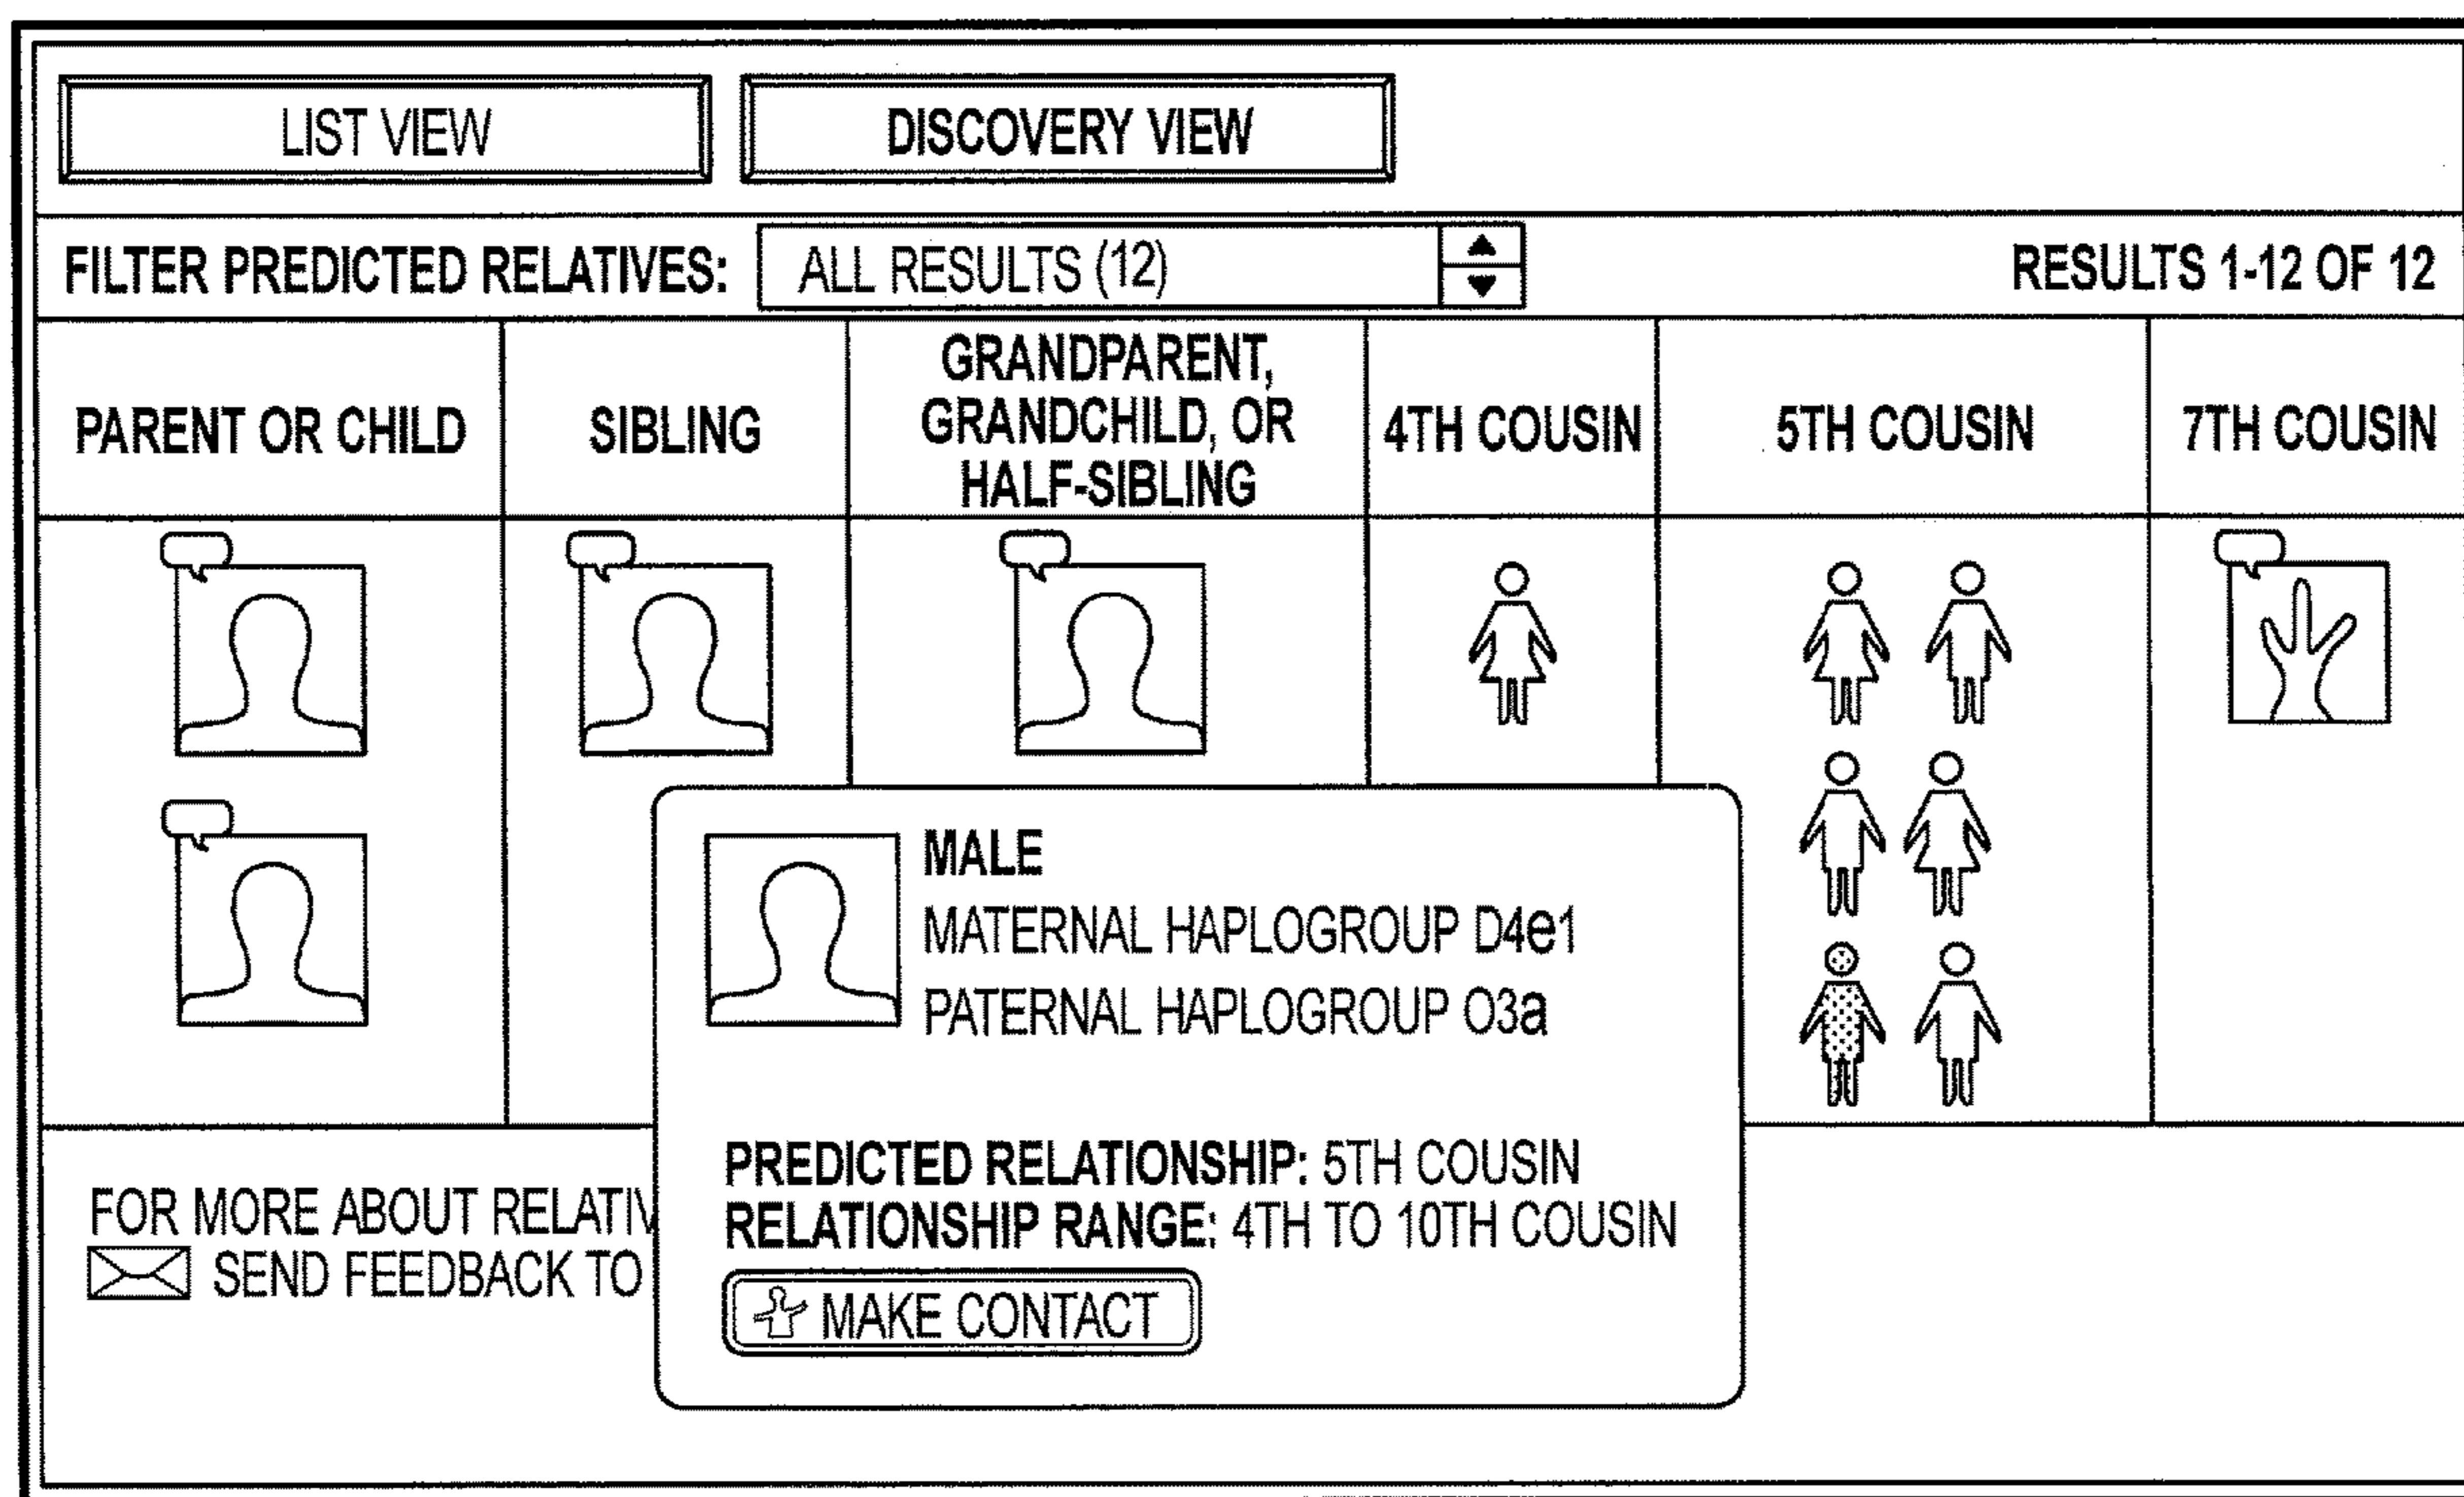 LIST VIEW
DISCOVERY VIEW
FILTER PREDICTED RELATIVES:
ALL RESULTS (12)
RESULTS 1-12 OF 12
PARENT OR CHILD
SIBLING
GRANDPARENT,
GRANDCHILD, OR
HALF-SIBLING
4TH COUSIN
5TH COUSIN
7TH COUSIN
MALE
MATERNAL HAPLOGROUP D4e1
PATERNAL HAPLOGROUP O3a
PREDICTED RELATIONSHIP: 5TH COUSIN
RELATIONSHIP RANGE: 4TH TO 10TH COUSIN
MAKE CONTACT
FOR MORE ABOUT RELATIV
SEND FEEDBACK TO